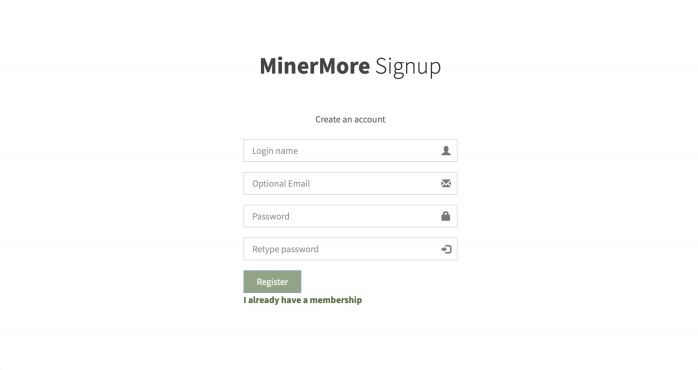 MinerMore Signup
Create an account
Login name
Optional Email
Password
Retype password
Register
I already have a membership